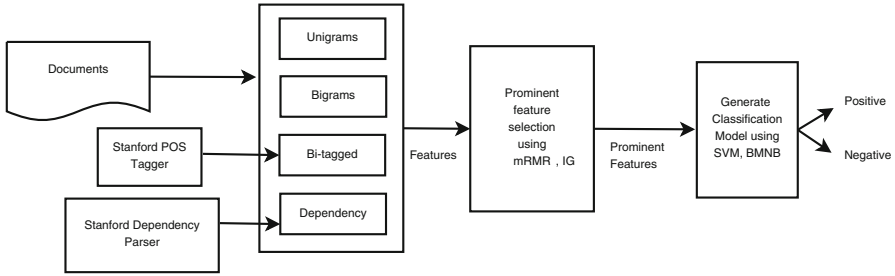 Documents
Stanford POS
Tagger
Stanford Dependency
Parser
Unigrams
Bigrams
Bi-tagged
Dependency
Features
Prominent
feature
selection
using
mRMR , IG
Prominent
Features
Generate
Classification
Model using
SVM, BMNB
Positive
Negative